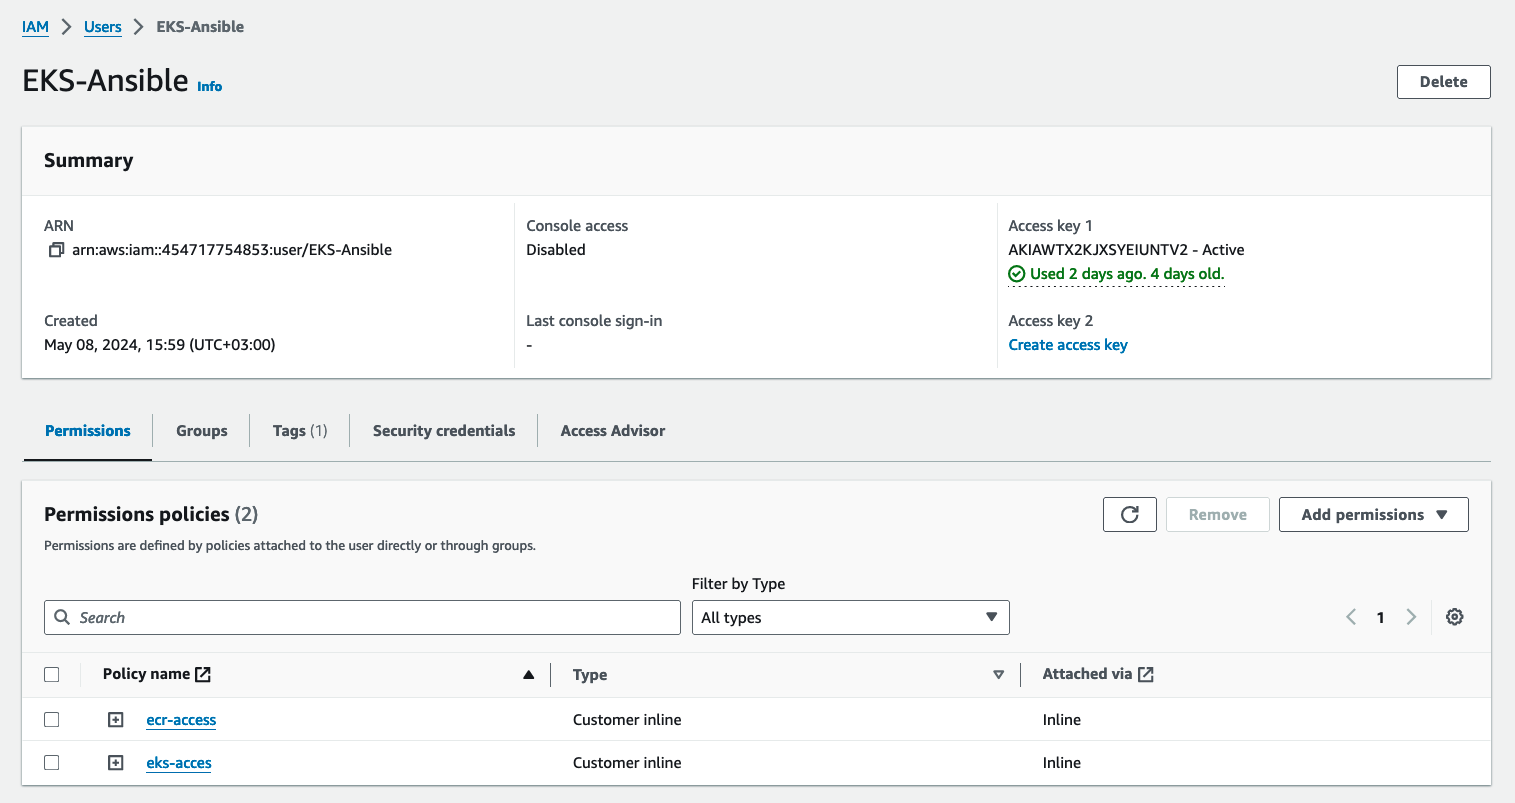 IAM > Users > EKS-Ansible
EKS-Ansible Info
Delete
Summary
ARN
arn:aws:iam::454717754853:user/EKS-Ansible
Console access
Disabled
Access key 1
AKIAWTX2KJXSYEIUNTV2 - Active
Used 2 days ago. 4 days old.
Created
May 08, 2024, 15:59 (UTC+03:00)
Last console sign-in
-
Access key 2
Create access key
Permissions
Groups
Tags (1)
Security credentials
Access Advisor
Permissions policies (2)
Permissions are defined by policies attached to the user directly or through groups.
Remove
Add permissions
Filter by Type
Search
All types
1
Policy name
Type
Attached via
ecr-access
Customer inline
Inline
eks-acces
Customer inline
Inline